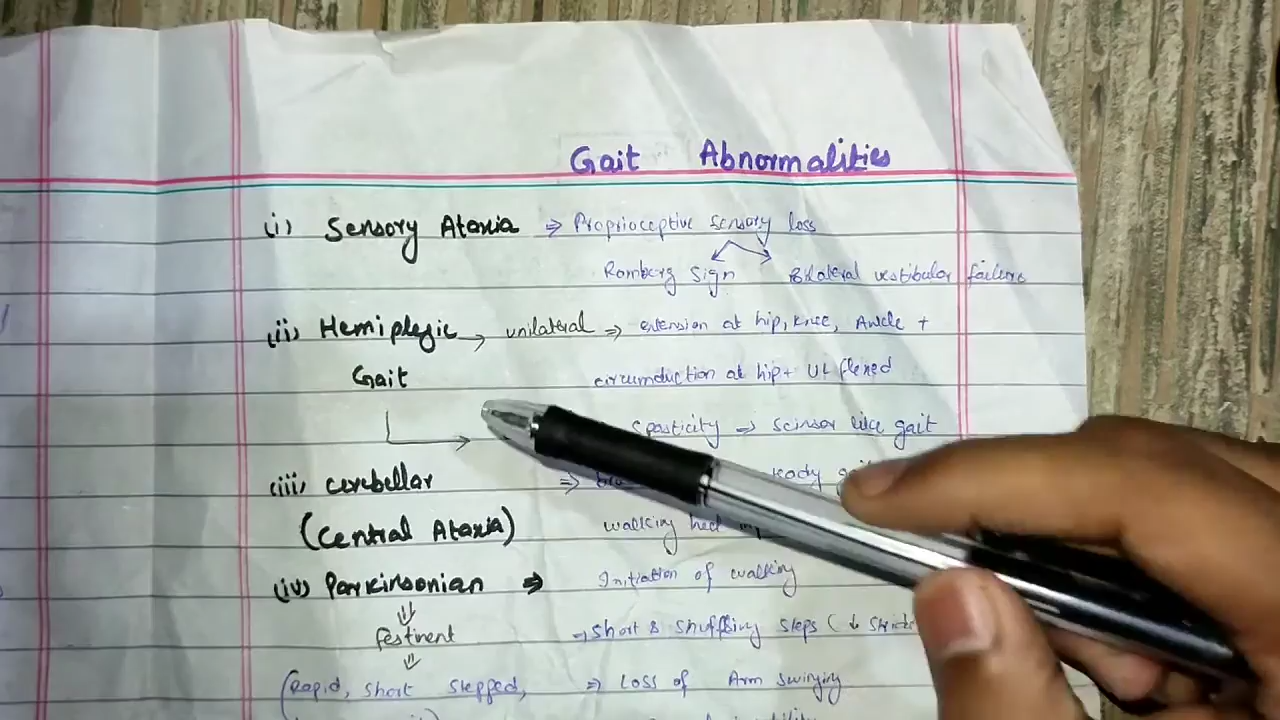 Gait Abnormalities
(i) Sensory Ataxia ⇒ Proprioceptive sensory loss
Romberg Sign Bilateral vestibular failure
(ii) Hemiplegic → unilateral ⇒ extension at hip, knee, Ankle +
Gait circumduction at hip + UL flexed
spasticity → scissor like gait
(iii) cerebellar ⇒
(Central Ataxia) walking
(iv) Parkinsonian ⇒ Initiation of walking
festinent ⇒ short & shuffling steps (↓
(Rapid, short stepped, ⇒ Loss of Arm swinging